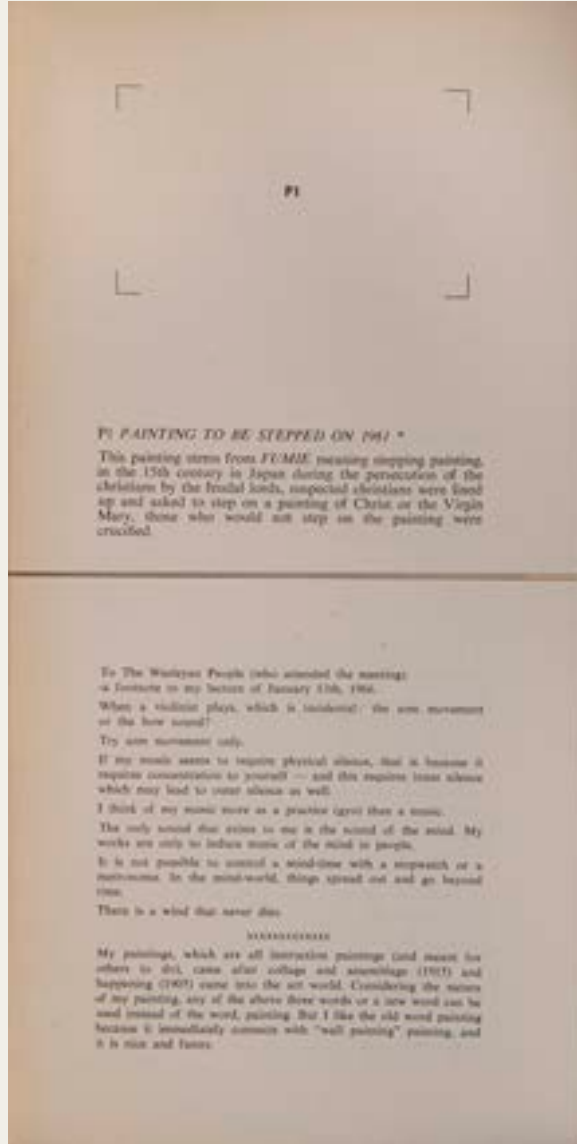 P1
P1 PAINTING TO BE STEPPED ON 1961 *
This painting stems from FUMIE meaning stepping painting,
in the 15th century in Japan during the persecution of the
christians by the feudal lords, suspected christians were lined
up and asked to step on a painting of Christ or the Virgin
Mary, those who would not step on the painting were
crucified.
To The Wesleyan People (who attended the meeting)
-a footnote to my lecture of January 13th, 1966.
When a violinist plays, which is incidental: the arm movement
or the bow sound?
Try arm movement only.
If my music seems to require physical silence, that is because it
requires concentration to yourself — and this requires inner silence
which may lead to outer silence as well.
I think of my music more as a practice (gyo) than a music.
The only sound that exists to me is the sound of the mind. My
works are only to induce music of the mind in people.
It is not possible to control a mind-time with a stopwatch or a
metronome. In the mind-world, things spread out and go beyond
time.
There is a wind that never dies.
My paintings, which are all instruction paintings (and meant for
others to do), came after collage and assemblage (1915) and
happening (1905) came into the art world. Considering the nature
of my painting, any of the above three words or a new word can be
used instead of the word, painting. But I like the old word painting
because it immediately connects with "wall painting" painting, and
it is nice and funny.